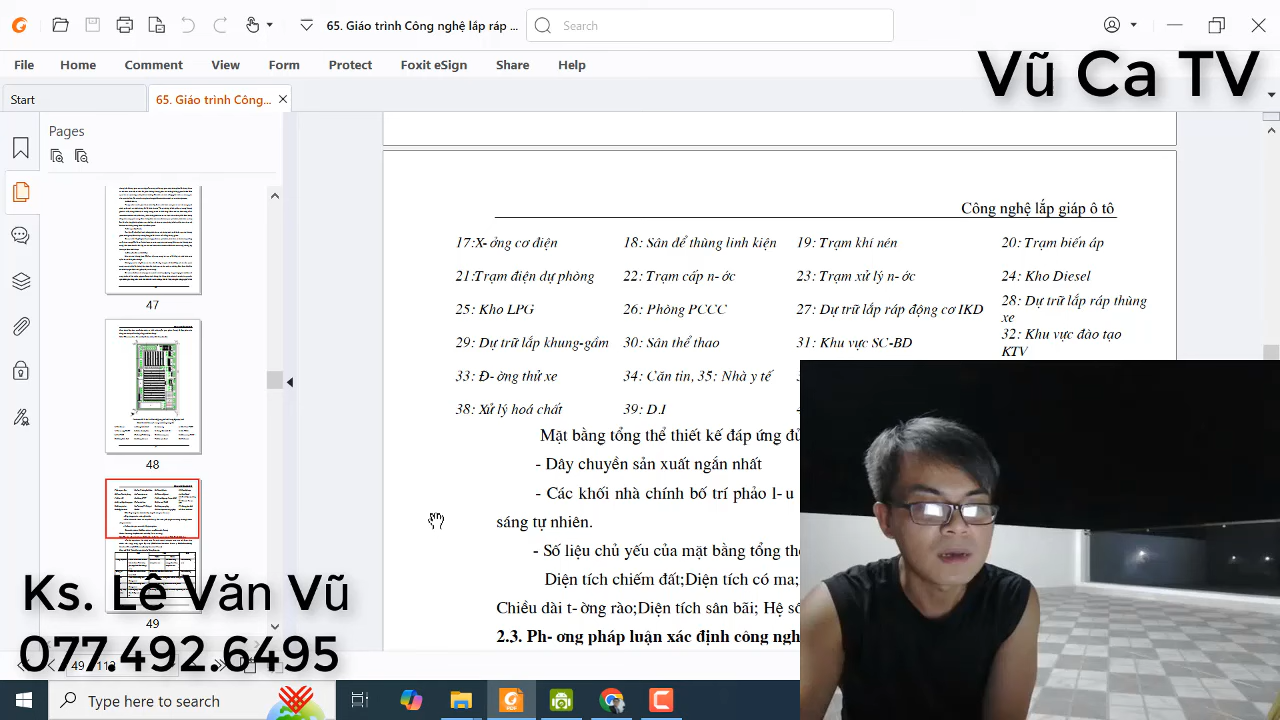 65. Giáo trình Công nghệ lắp ráp ...
Search
File Home Comment View Form Protect Foxit eSign Share Help
Vũ Ca TV
Start
65. Giáo trình Công...
Pages
47
48
49
Công nghệ lắp giáp ô tô
17:X- ởng cơ điện 18: Sân để thùng linh kiện 19: Trạm khí nén 20: Trạm biến áp
21:Trạm điện dự phòng 22: Trạm cấp n- ớc 23: Trạm xử lý n- ớc 24: Kho Diesel
25: Kho LPG 26: Phòng PCCC 27: Dự trữ lắp ráp động cơ IKD 28: Dự trữ lắp ráp thùng
xe
29: Dự trữ lắp khung-gầm 30: Sân thể thao 31: Khu vực SC-BD 32: Khu vực đào tạo
KTV
33: Đ- ờng thử xe 34: Căn tin, 35: Nhà y tế
38: Xử lý hoá chất 39: D.I
Mặt bằng tổng thể thiết kế đáp ứng
- Dây chuyền sản xuất ngắn nhất
- Các khối nhà chính bố trí phảo l- u
sáng tự nhiên.
- Số liệu chủ yếu của mặt bằng tổng
Diện tích chiếm đất;Diện tích có ma;
Chiều dài t- ờng rào;Diện tích sân bãi; Hệ
2.3. Ph- ơng pháp luận xác định công
Ks. Lê Văn Vũ
077.492.6495
Type here to search